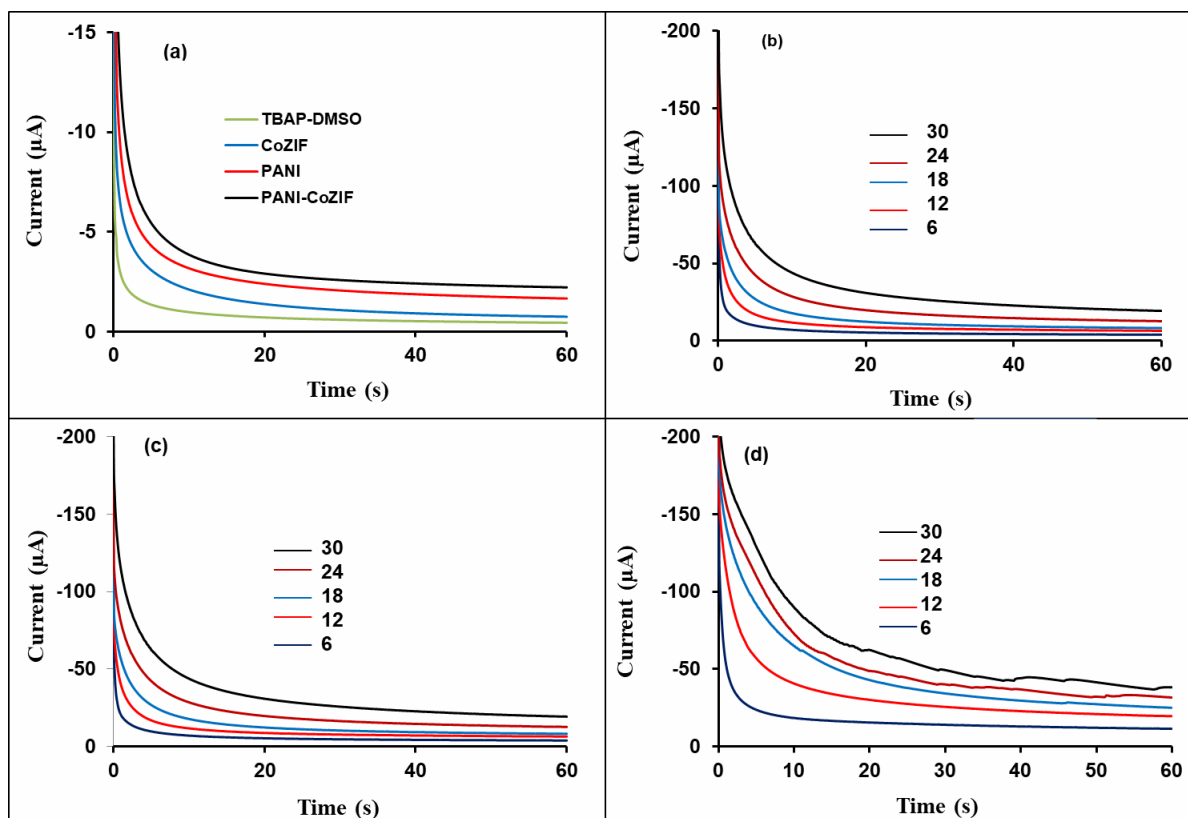 (a)
Current (µA)
-15
-10
-5
0
TBAP-DMSO
CoZIF
PANI
PANI-CoZIF
0 20 40 60
Time (s)
(b)
Current (µA)
-200
-150
-100
-50
0
30
24
18
12
6
0 20 40 60
Time (s)
(c)
Current (µA)
-200
-150
-100
-50
0
30
24
18
12
6
0 20 40 60
Time (s)
(d)
Current (µA)
-200
-150
-100
-50
0
30
24
18
12
6
0 10 20 30 40 50 60
Time (s)